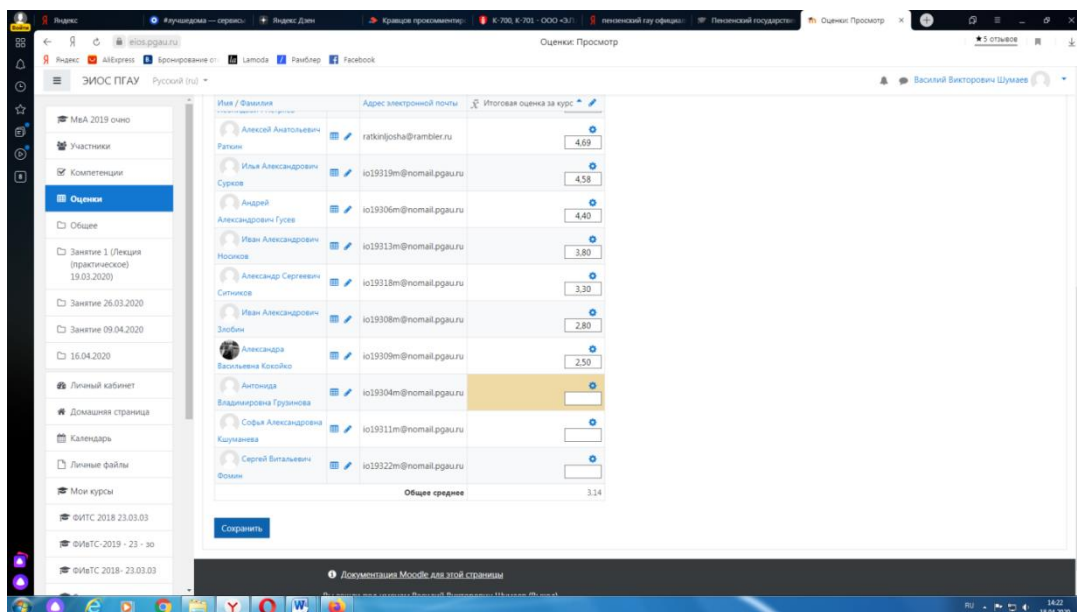 Яндекс
#лучшедома — сервисы
Яндекс Дзен
Кравцов прокомментир
К-700, К-701 - ООО «ЗЛ
пензенский гау официал
Пензенский государстве
Оценки: Просмотр
Войти
eios.pgau.ru
Оценки: Просмотр
★ 5 отзывов
Яндекс
AliExpress
Бронирование от
Lamoda
Рамблер
Facebook
ЭИОС ПГАУ
Русский (ru)
Василий Викторович Шумаев
МвА 2019 очно
Участники
Компетенции
Оценки
Общее
Занятие 1 (Лекция
(практическое)
19.03.2020)
Занятие 26.03.2020
Занятие 09.04.2020
16.04.2020
Личный кабинет
Домашняя страница
Календарь
Личные файлы
Мои курсы
ФИТС 2018 23.03.03
ФИвТС-2019 - 23 - зо
ФИвТС 2018- 23.03.03
Имя / Фамилия
Адрес электронной почты
Итоговая оценка за курс
Алексей Анатольевич
Раткин
ratkinljosha@rambler.ru
4,69
Илья Александрович
Сурков
io19319m@nomail.pgau.ru
4,58
Андрей
Александрович Гусев
io19306m@nomail.pgau.ru
4,40
Иван Александрович
Носиков
io19313m@nomail.pgau.ru
3,80
Александр Сергеевич
Ситников
io19318m@nomail.pgau.ru
3,30
Иван Александрович
Злобин
io19308m@nomail.pgau.ru
2,80
Александра
Васильевна Кокойко
io19309m@nomail.pgau.ru
2,50
Антонида
Владимировна Грузинова
io19304m@nomail.pgau.ru
Софья Александровна
Кшуманева
io19311m@nomail.pgau.ru
Сергей Витальевич
Фомин
io19322m@nomail.pgau.ru
Общее среднее
3.14
Сохранить
Документация Moodle для этой страницы
RU
14:22